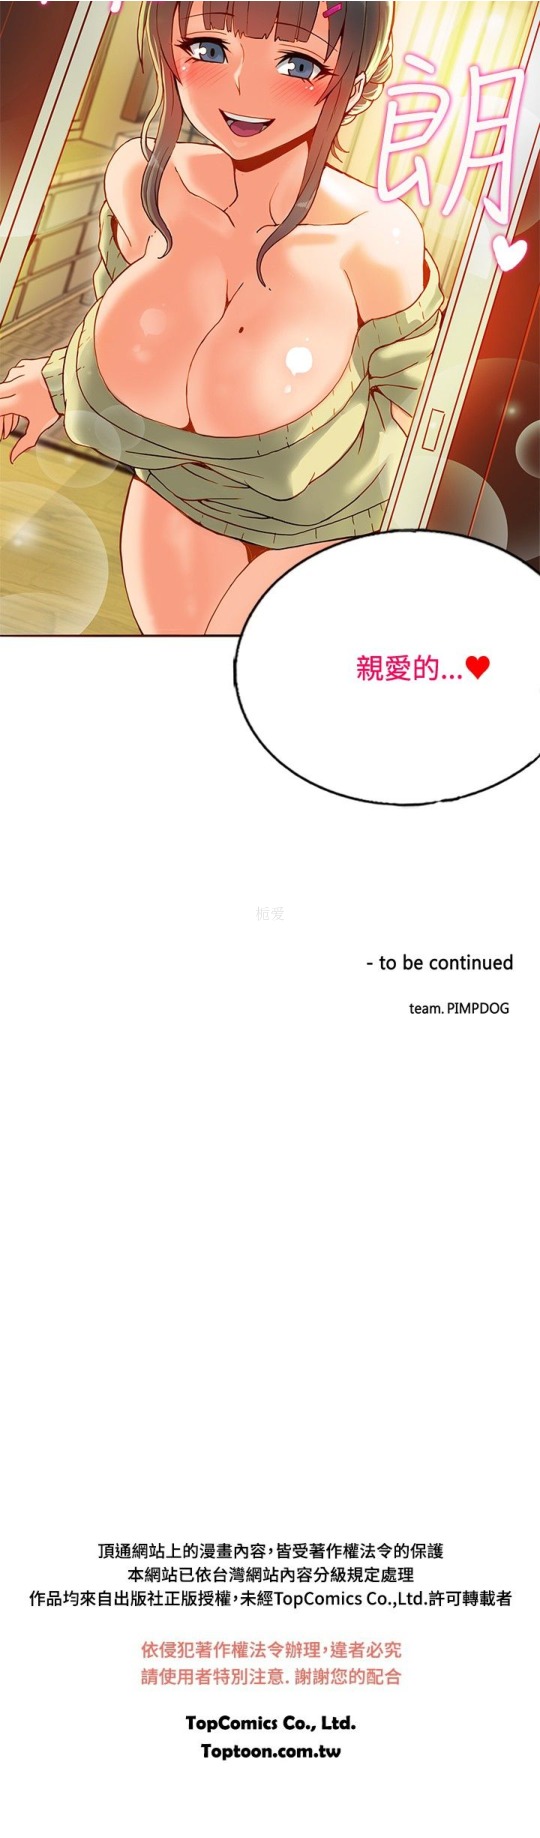 朗
親愛的...♥
栀爱
- to be continued
team. PIMPDOG
頂通網站上的漫畫內容，皆受著作權法令的保護
本網站已依台灣網站內容分級規定處理
作品均來自出版社正版授權，未經TopComics Co.,Ltd.許可轉載者
依侵犯著作權法令辦理，違者必究
請使用者特別注意. 謝謝您的配合
TopComics Co., Ltd.
Toptoon.com.tw